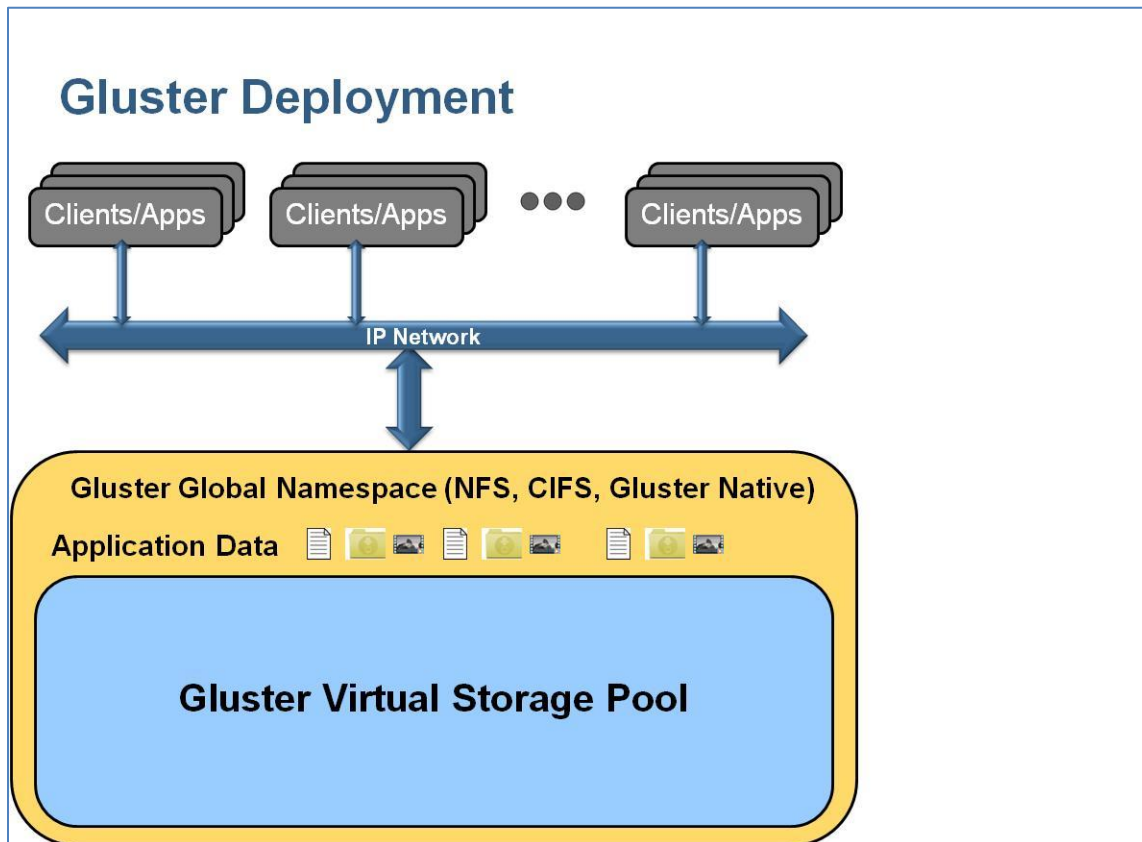 Gluster Deployment
Clients/Apps
Clients/Apps
Clients/Apps
IP Network
Gluster Global Namespace (NFS, CIFS, Gluster Native)
Application Data
Gluster Virtual Storage Pool